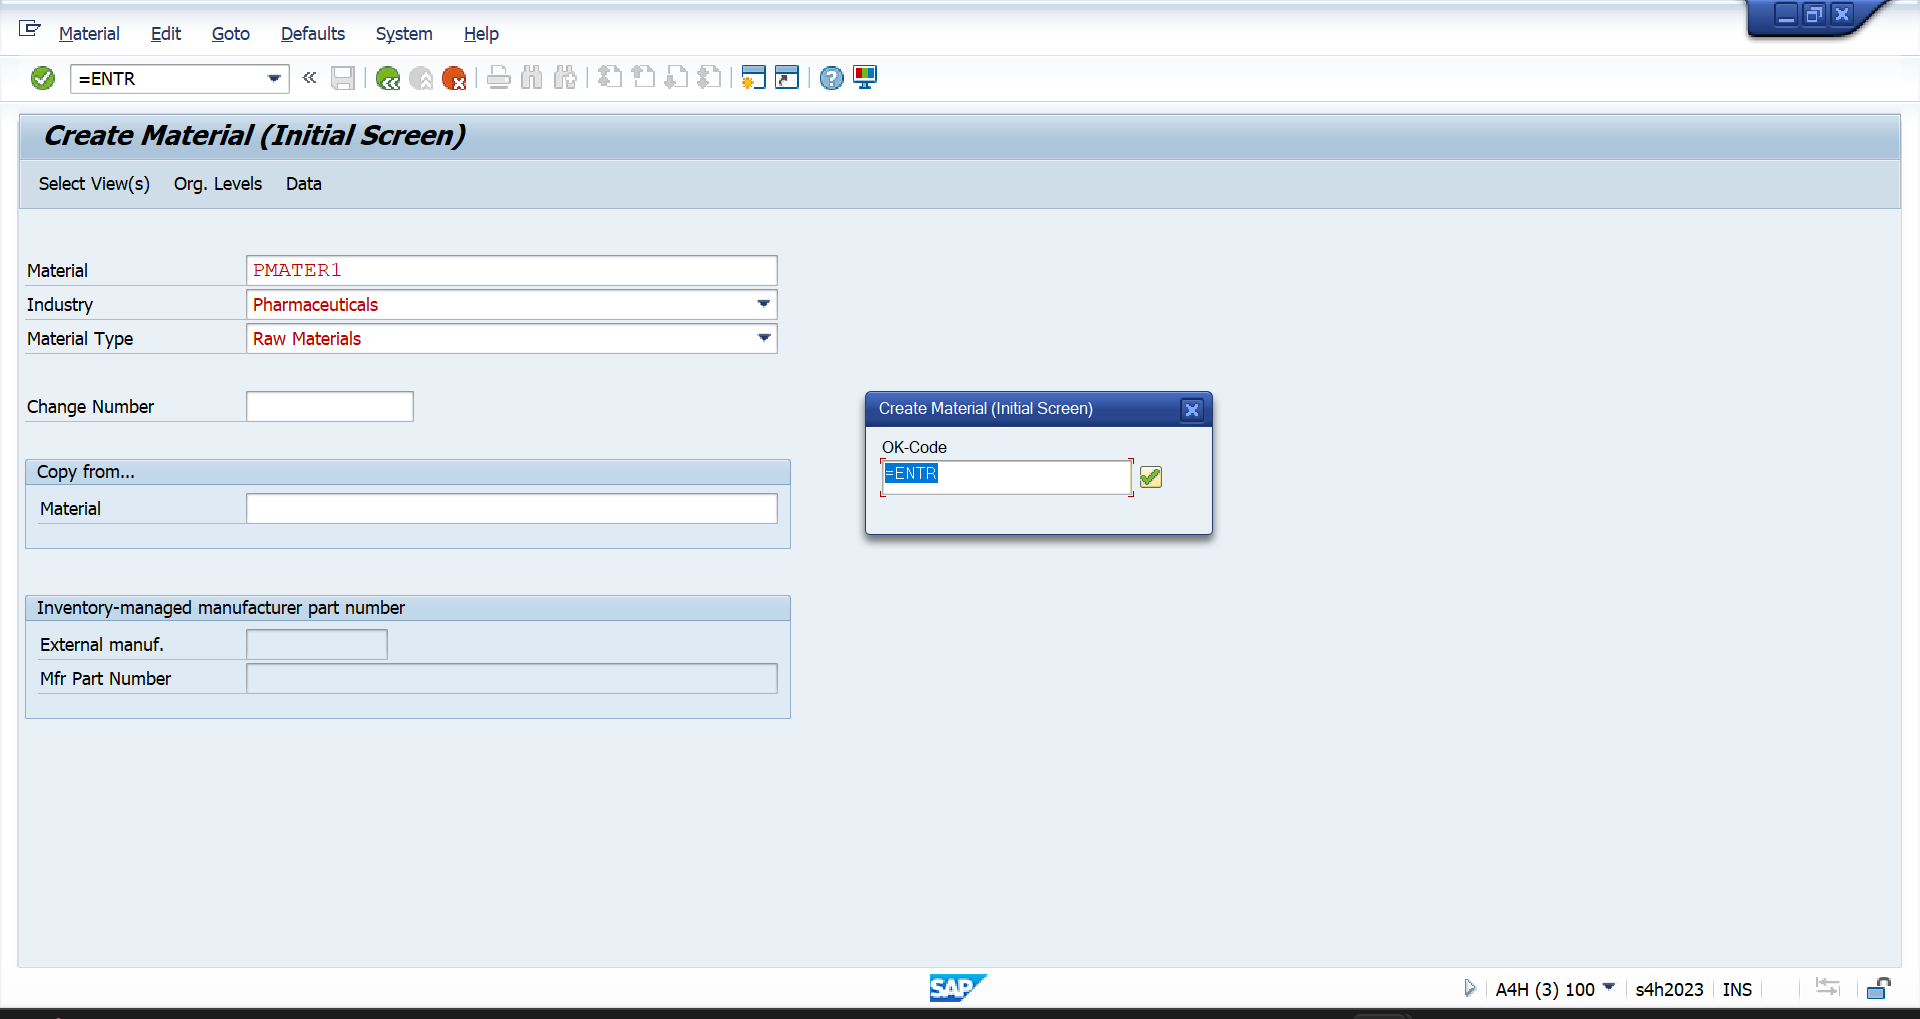 Material Edit Goto Defaults System Help
=ENTR
Create Material (Initial Screen)
Select View(s) Org. Levels Data
Material PMATER1
Industry Pharmaceuticals
Material Type Raw Materials
Change Number
Create Material (Initial Screen)
OK-Code
=ENTR
Copy from...
Material
Inventory-managed manufacturer part number
External manuf.
Mfr Part Number
SAP
A4H (3) 100 s4h2023 INS